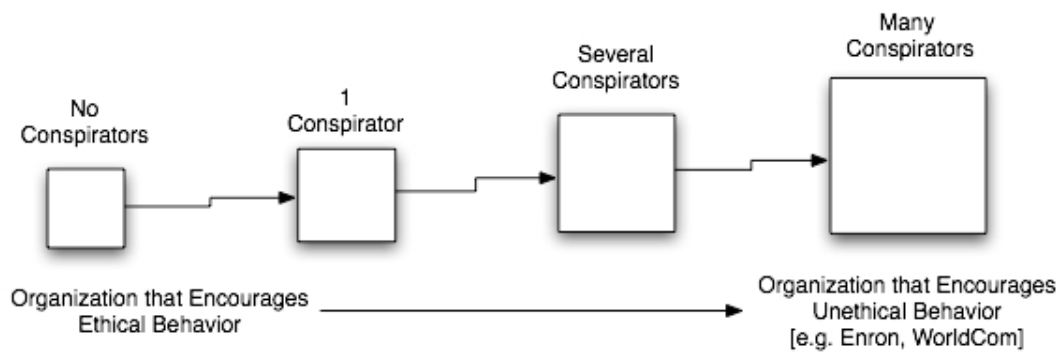 No
Conspirators
1
Conspirator
Several
Conspirators
Many
Conspirators
Organization that Encourages
Ethical Behavior
Organization that Encourages
Unethical Behavior
[e.g. Enron, WorldCom]